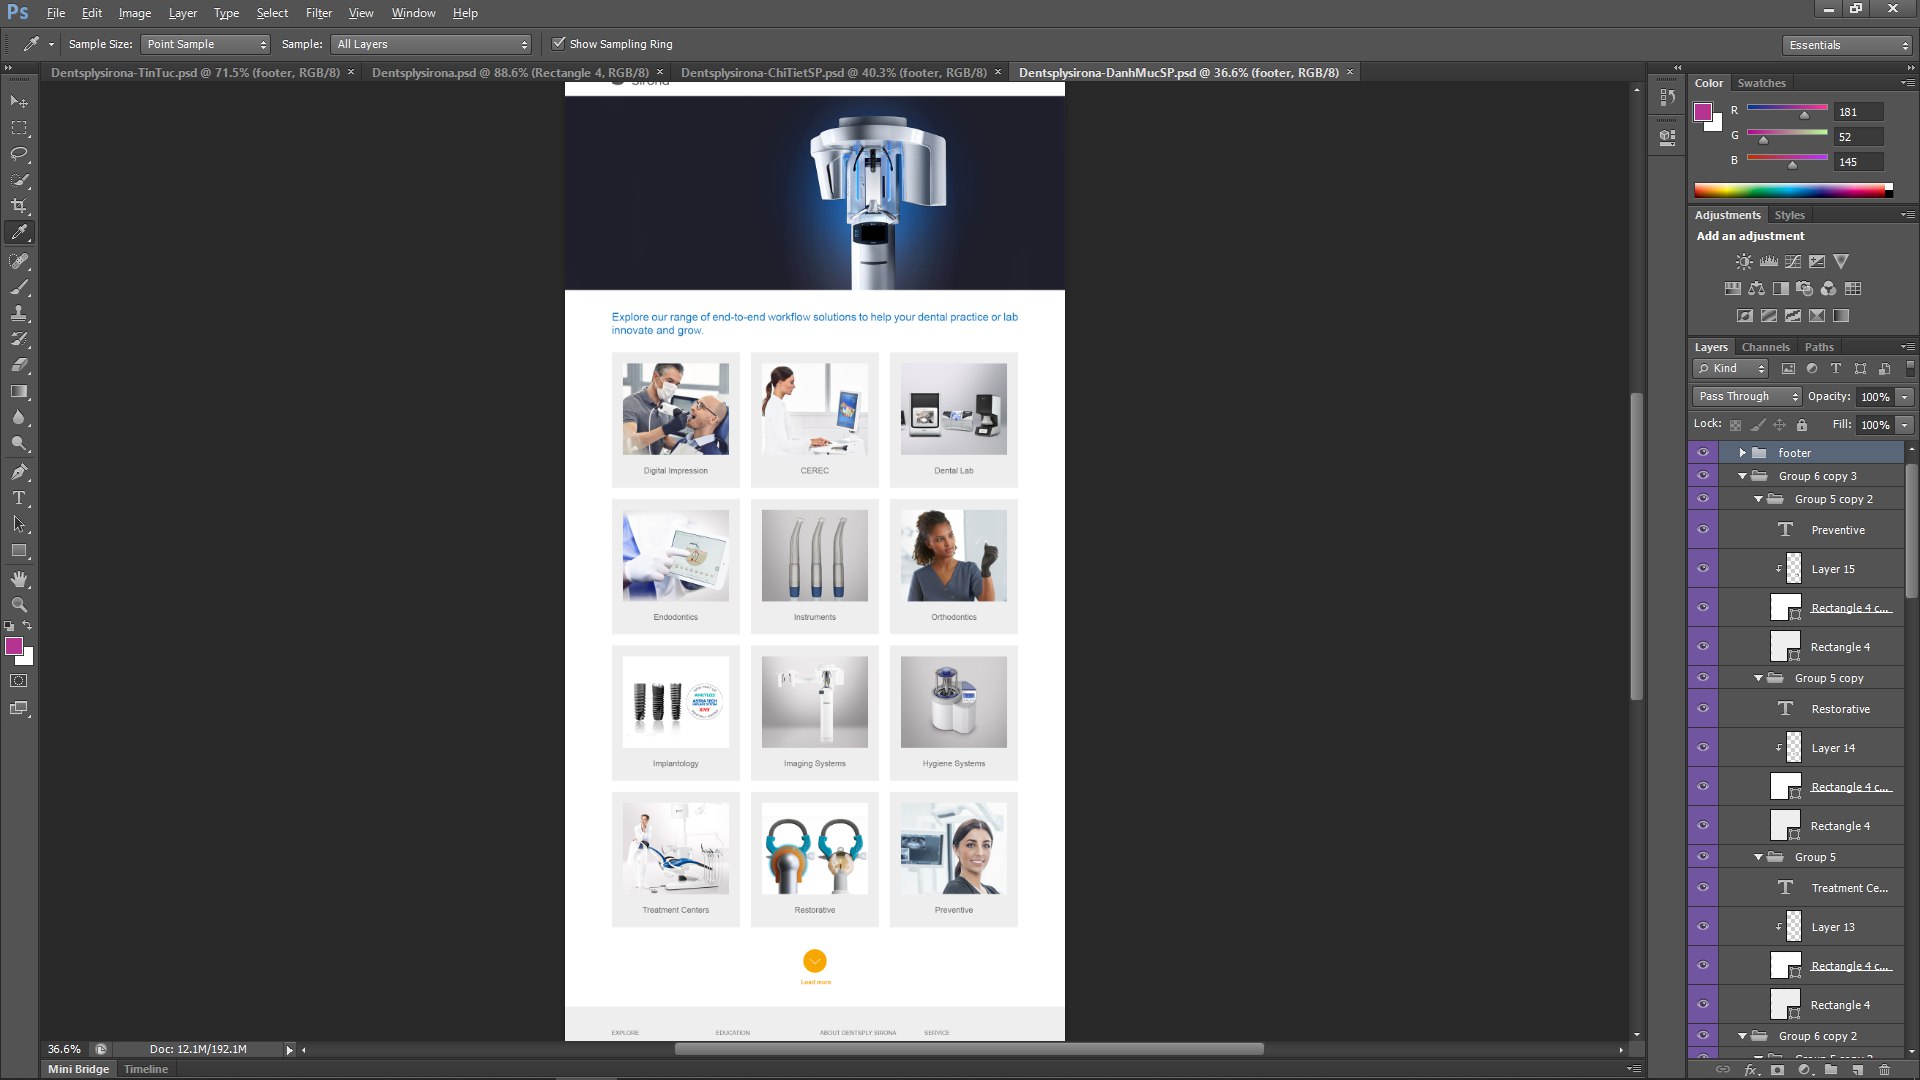 Ps File Edit Image Layer Type Select Filter View Window Help
Sample Size: Point Sample Sample: All Layers Show Sampling Ring Essentials
Dentsplysirona-TinTuc.psd @ 71.5% (footer, RGB/8) × Dentsplysirona.psd @ 88.6% (Rectangle 4, RGB/8) × Dentsplysirona-ChiTietSP.psd @ 40.3% (footer, RGB/8) × Dentsplysirona-DanhMucSP.psd @ 36.6% (footer, RGB/8) ×
Sirona
Explore our range of end-to-end workflow solutions to help your dental practice or lab
innovate and grow.
Digital Impression CEREC Dental Lab
Endodontics Instruments Orthodontics
Implantology Imaging Systems Hygiene Systems
Treatment Centers Restorative Preventive
Load more
EXPLORE EDUCATION ABOUT DENTSPLY SIRONA SERVICE
36.6% Doc: 12.1M/192.1M
Mini Bridge Timeline
Color Swatches
R 181
G 52
B 145
Adjustments Styles
Add an adjustment
Layers Channels Paths
Kind T
Pass Through Opacity: 100%
Lock: Fill: 100%
footer
Group 6 copy 3
Group 5 copy 2
T Preventive
Layer 15
Rectangle 4 c...
Rectangle 4
Group 5 copy
T Restorative
Layer 14
Rectangle 4 c...
Rectangle 4
Group 5
T Treatment Ce...
Layer 13
Rectangle 4 c...
Rectangle 4
Group 6 copy 2
fx